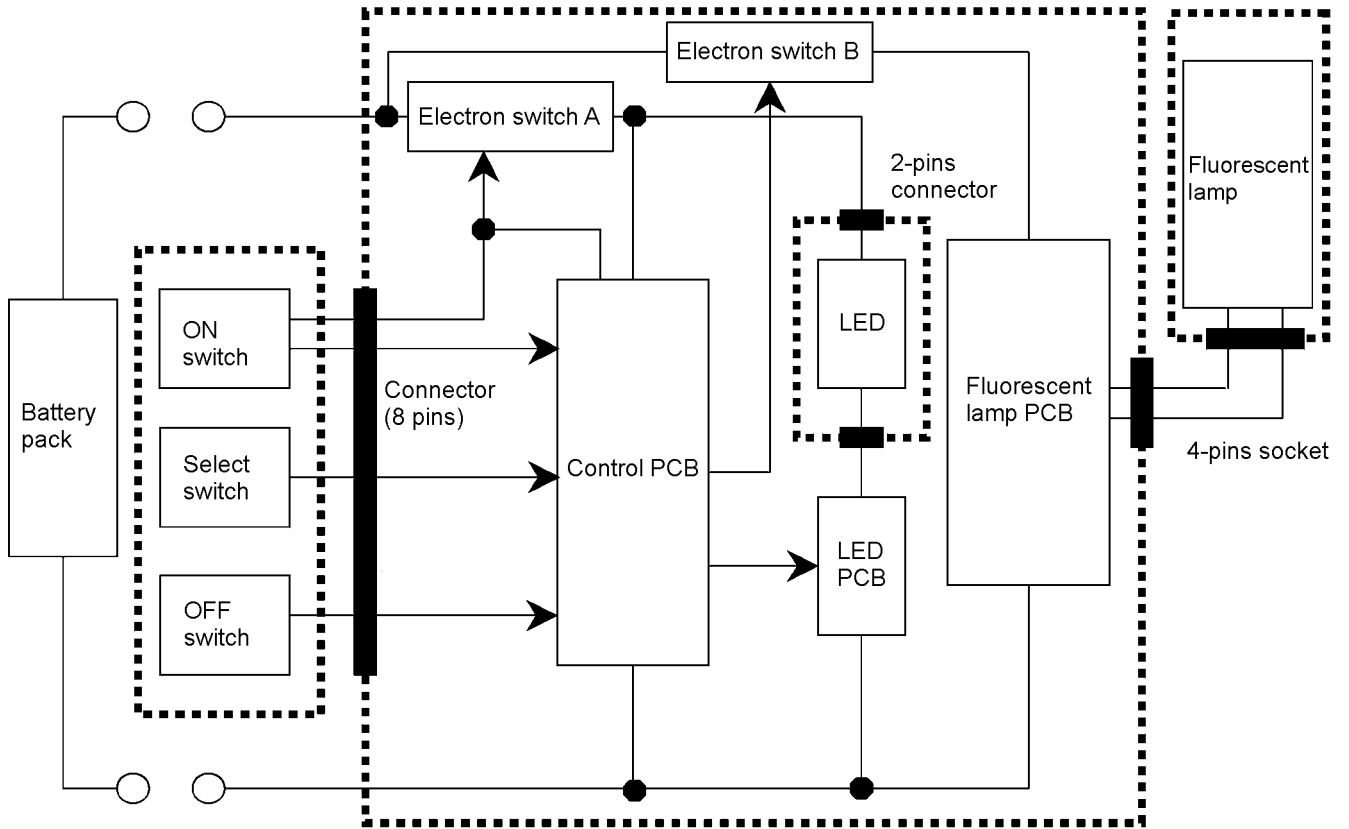 Electron switch B
Electron switch A
2-pins
connector
Fluorescent
lamp
ON
switch
LED
Connector
(8 pins)
Fluorescent
lamp PCB
Battery
pack
Select
switch
Control PCB
4-pins socket
LED
PCB
OFF
switch